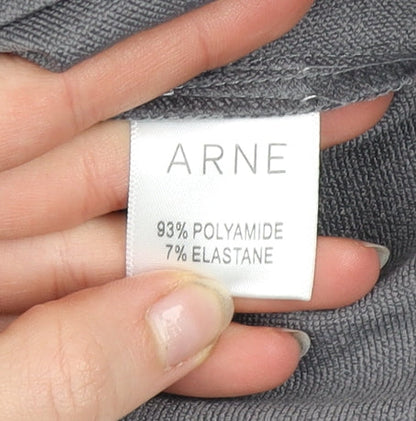 ARNE
93% POLYAMIDE
7% ELASTANE